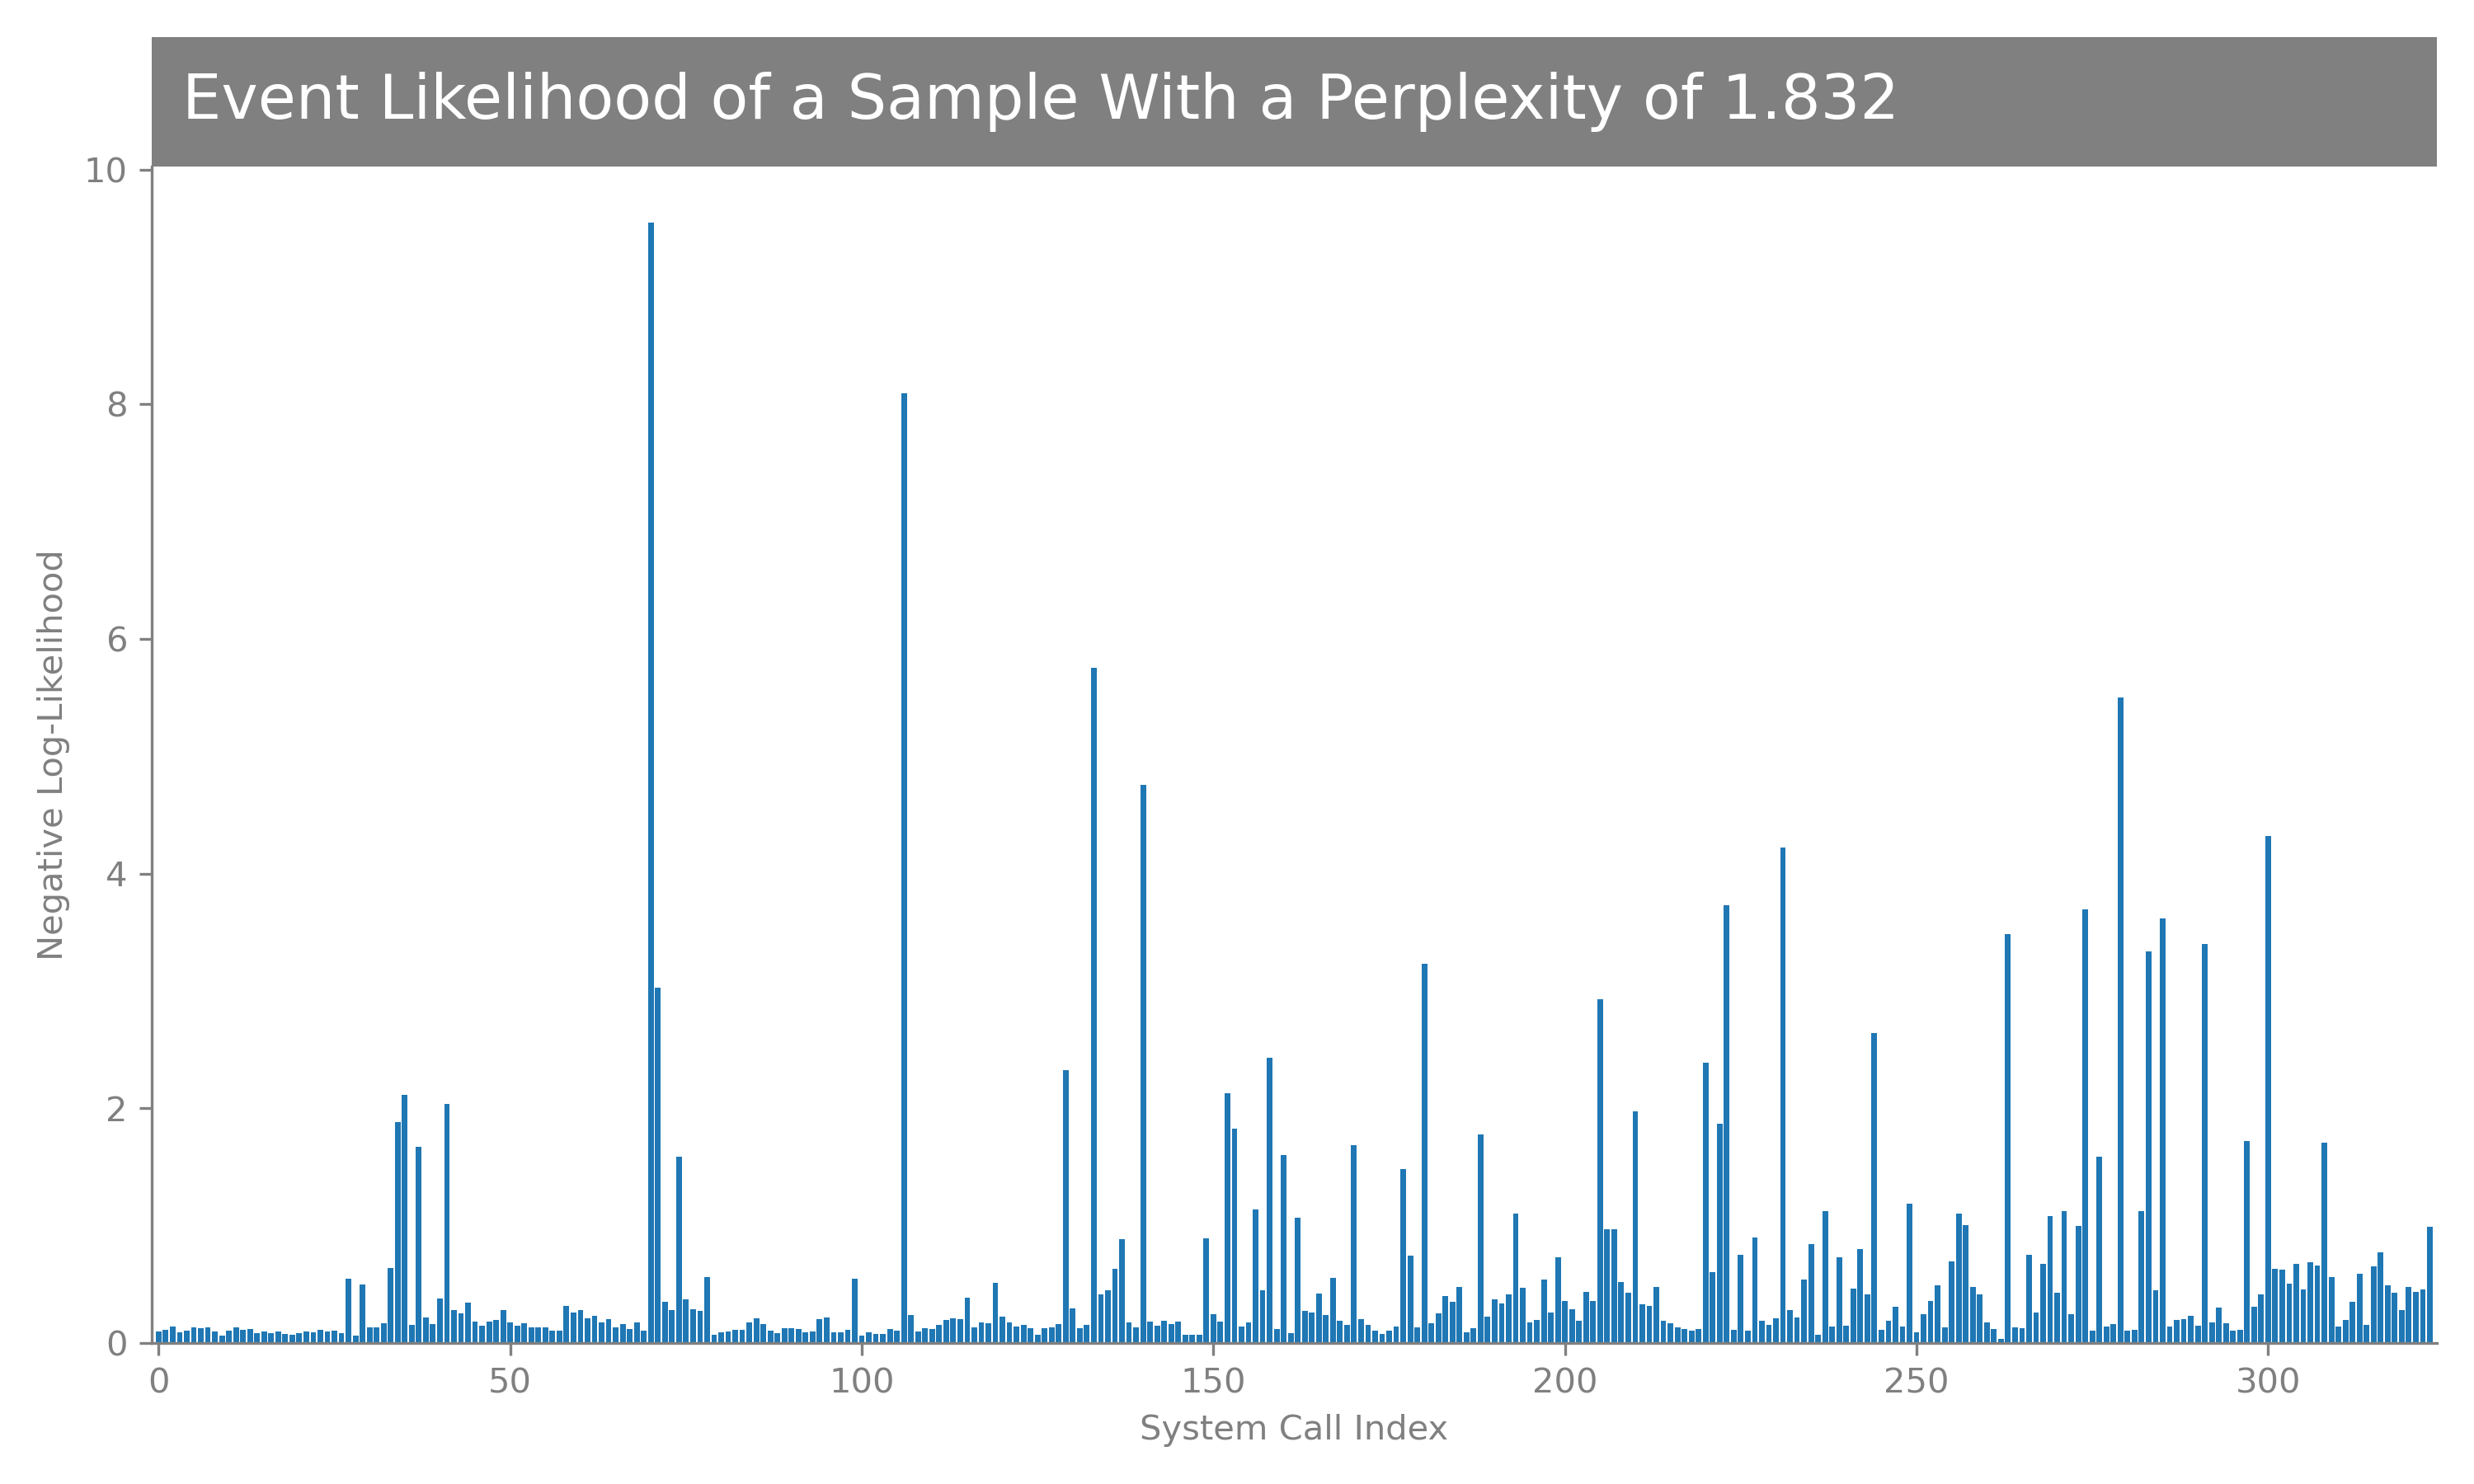 Event Likelihood of a Sample With a Perplexity of 1.832
10
8
6
4
2
0
Negative Log-Likelihood
0 50 100 150 200 250 300
System Call Index